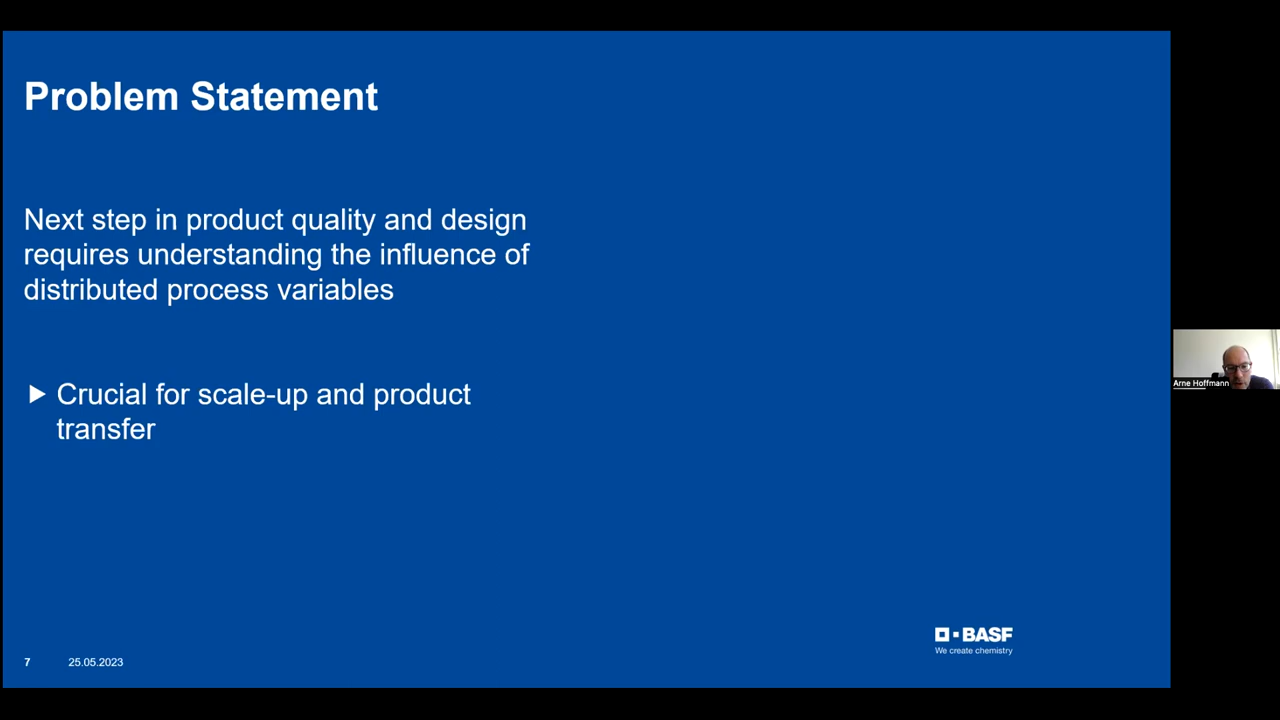 Problem Statement
Next step in product quality and design
requires understanding the influence of
distributed process variables
Crucial for scale-up and product
transfer
Arne Hoffmann
BASF
We create chemistry
7 25.05.2023